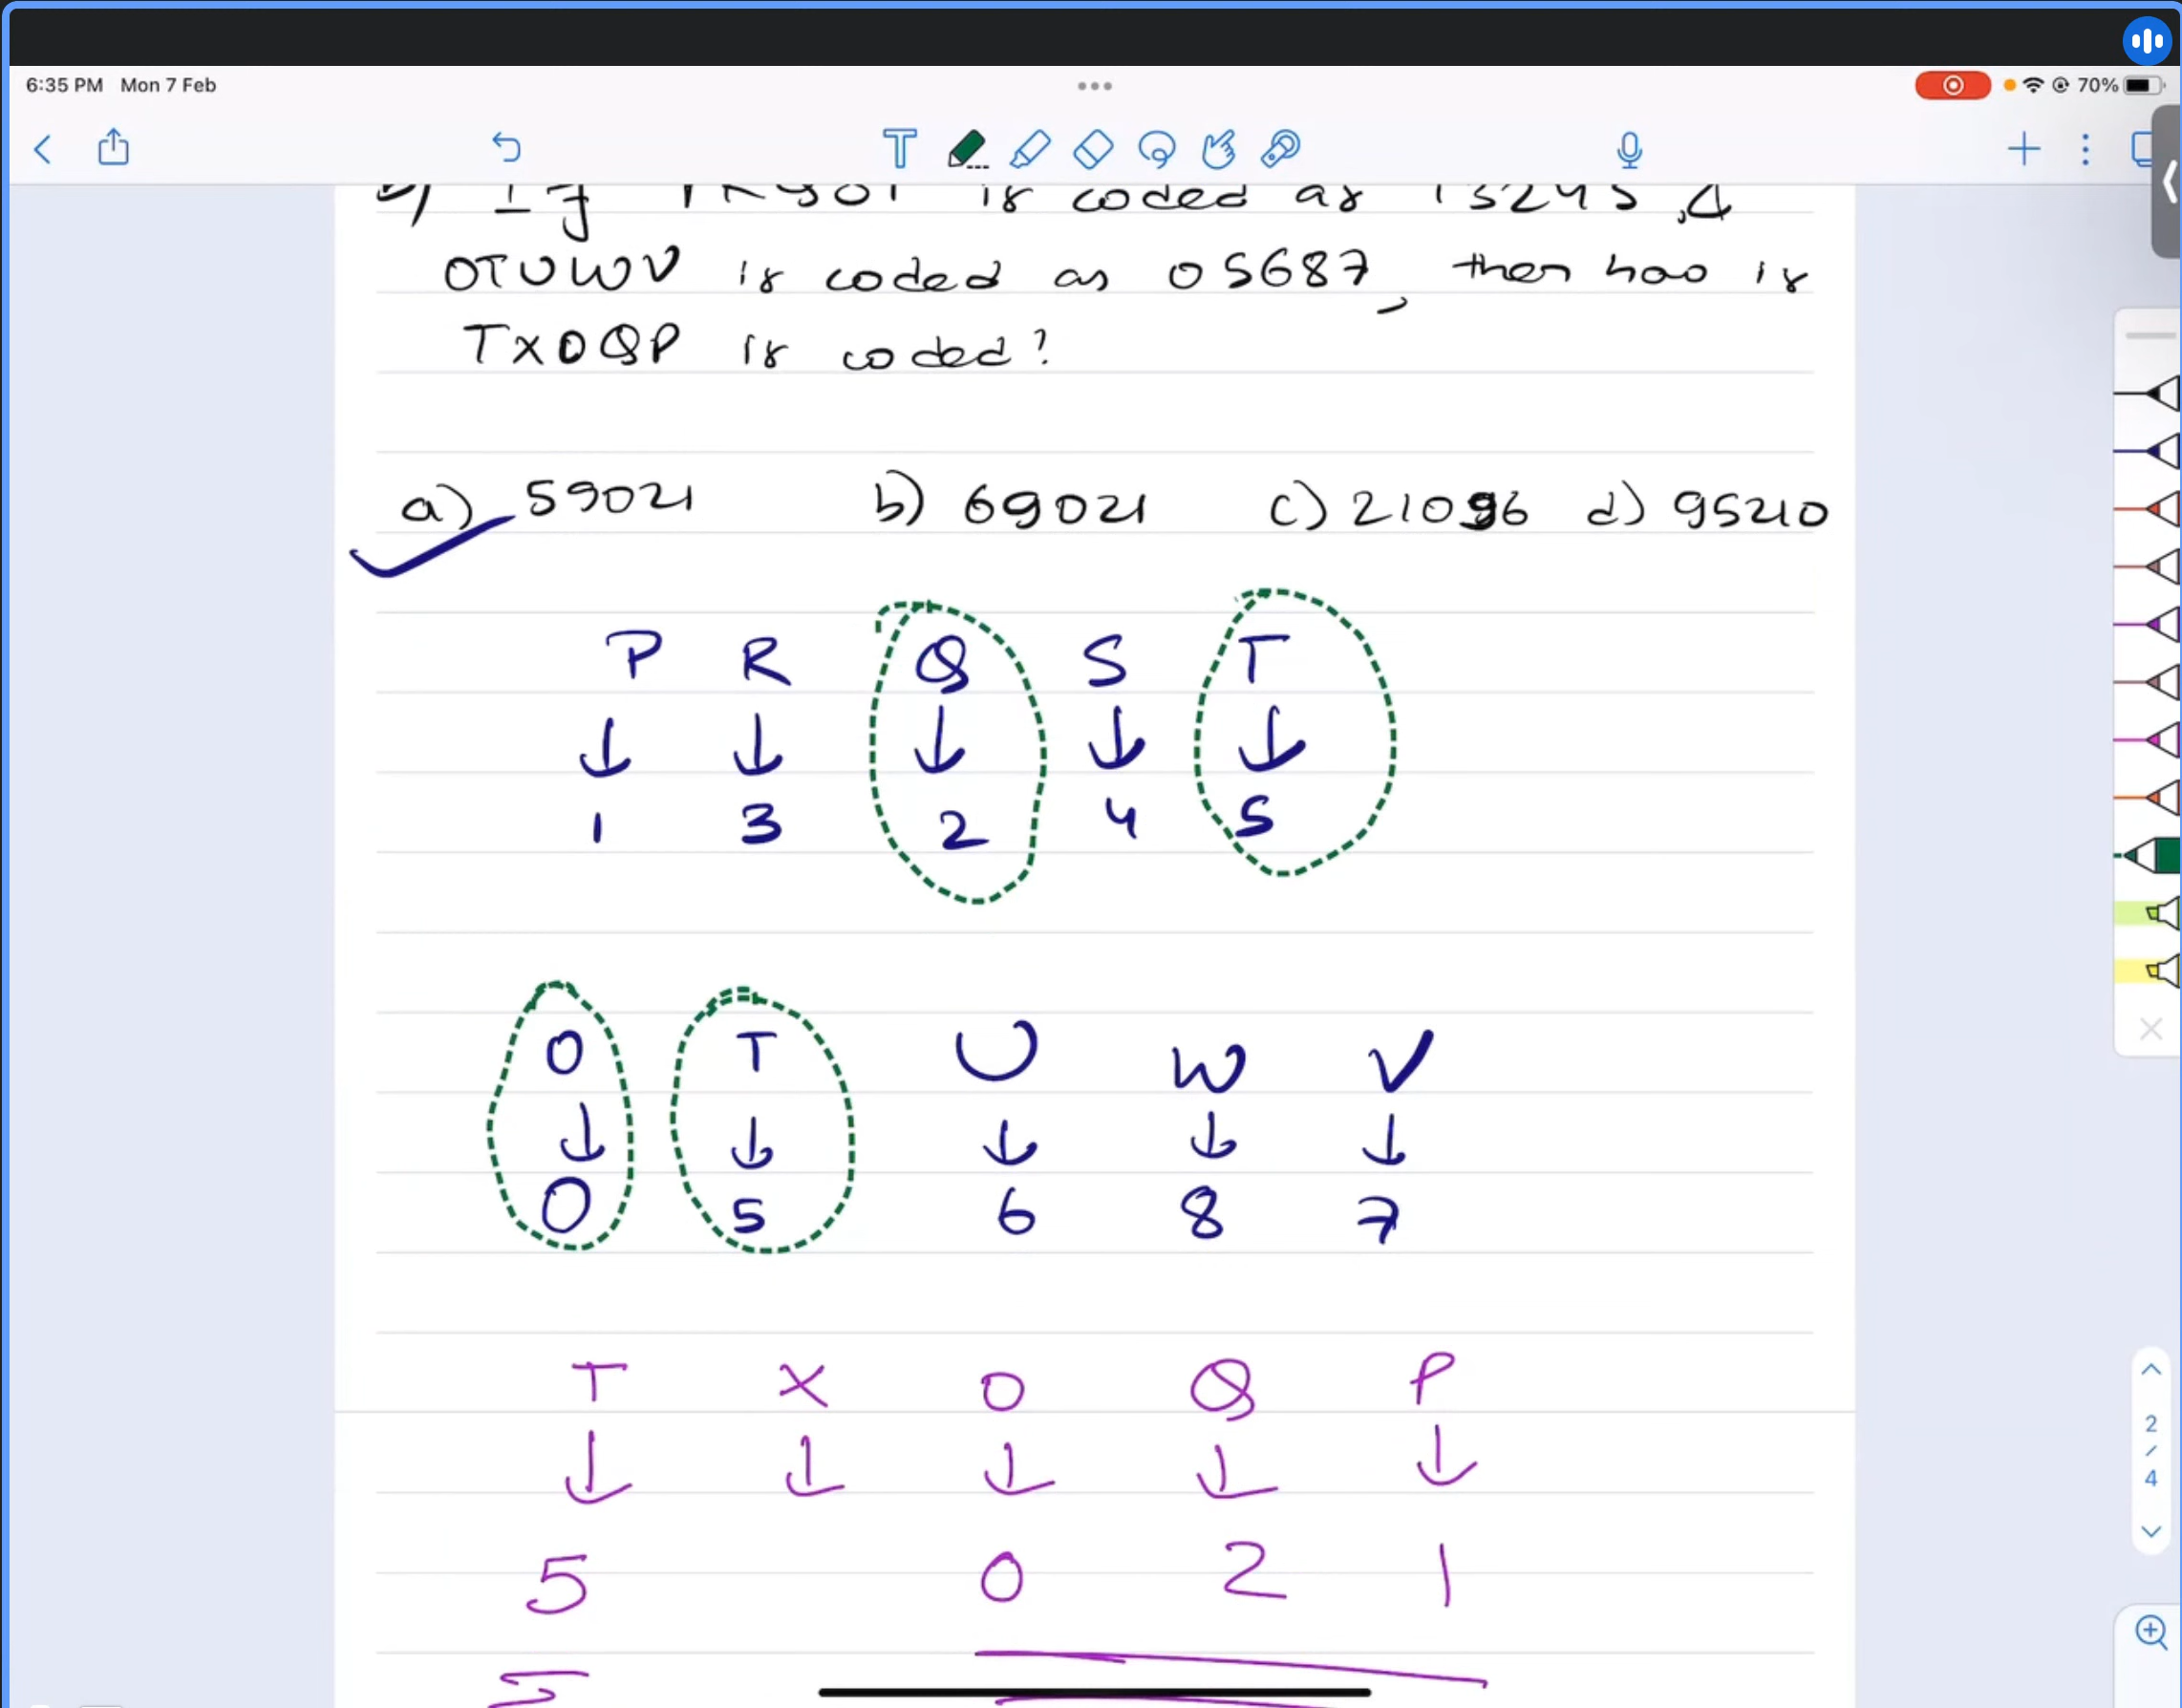 6:35 PM Mon 7 Feb
70%
If PRQST is coded as 13245, &
OTUWV is coded as 05687, then how is
TXOQP is coded?
a) 59021 b) 69021 c) 21096 d) 95210
P R Q S T
↓ ↓ ↓ ↓ ↓
1 3 2 4 5
O T U W V
↓ ↓ ↓ ↓ ↓
0 5 6 8 7
T X O Q P
↓ ↓ ↓ ↓ ↓
5 0 2 1
2
/
4